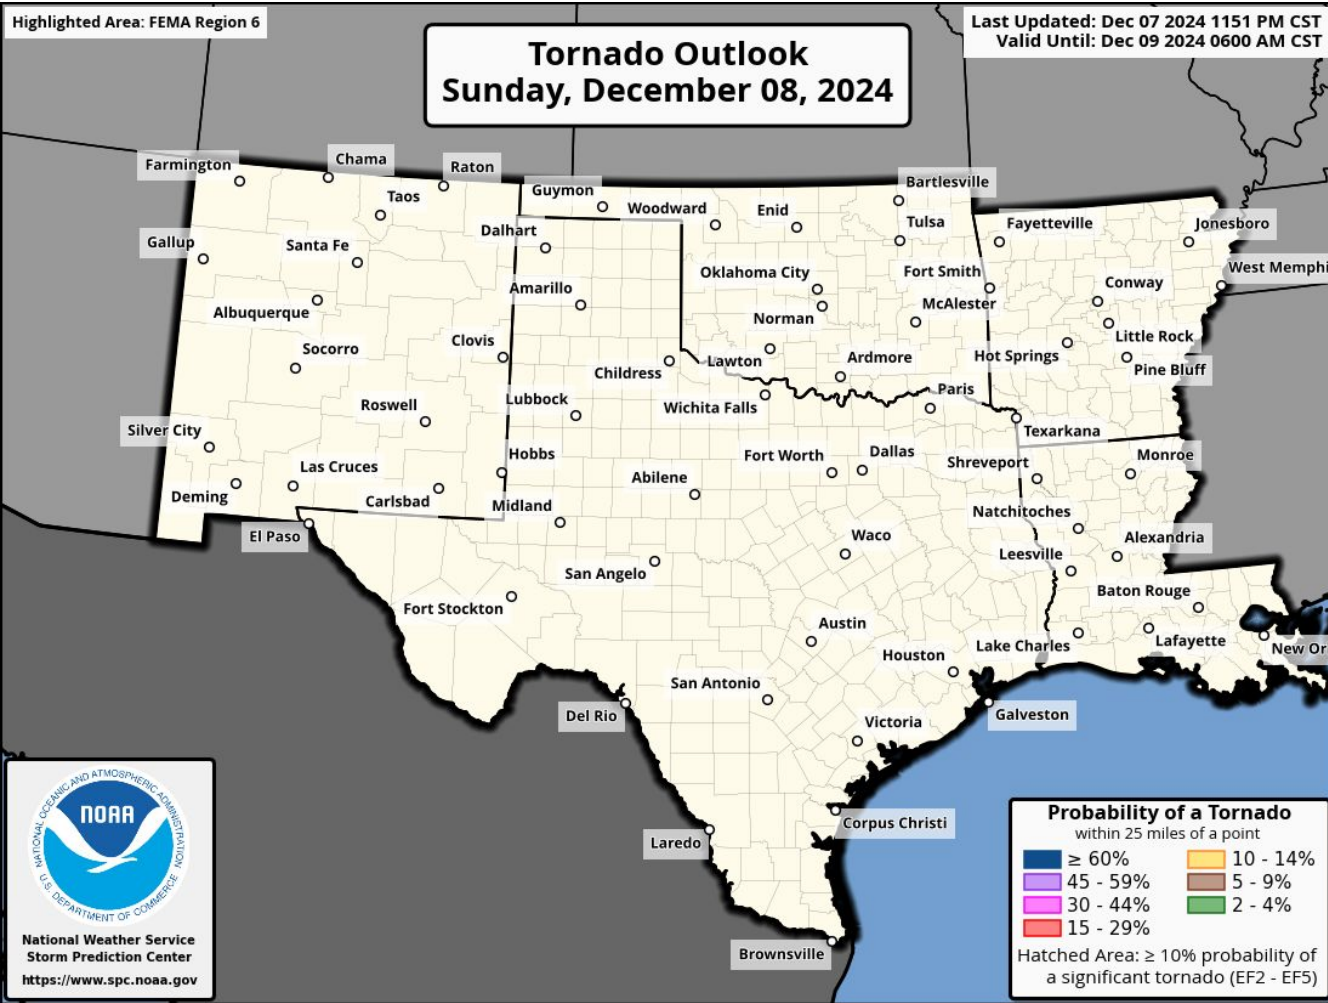 Highlighted Area: FEMA Region 6
Last Updated: Dec 07 2024 1151 PM CST
Valid Until: Dec 09 2024 0600 AM CST
Tornado Outlook
Sunday, December 08, 2024
Farmington
Chama
Raton
Taos
Guymon
Woodward
Enid
Bartlesville
Tulsa
Fayetteville
Jonesboro
Gallup
Santa Fe
Dalhart
Oklahoma City
Fort Smith
West Memphi
Albuquerque
Amarillo
Norman
McAlester
Conway
Socorro
Clovis
Childress
Lawton
Ardmore
Hot Springs
Little Rock
Pine Bluff
Roswell
Lubbock
Wichita Falls
Paris
Texarkana
Silver City
Las Cruces
Hobbs
Abilene
Fort Worth
Dallas
Shreveport
Monroe
Deming
Carlsbad
Midland
Natchitoches
El Paso
San Angelo
Waco
Leesville
Alexandria
Fort Stockton
Baton Rouge
Austin
Houston
Lake Charles
Lafayette
New Or
San Antonio
Del Rio
Victoria
Galveston
Laredo
Corpus Christi
Brownsville
NATIONAL OCEANIC AND ATMOSPHERIC ADMINISTRATION
NOAA
U.S. DEPARTMENT OF COMMERCE
National Weather Service
Storm Prediction Center
https://www.spc.noaa.gov
Probability of a Tornado
within 25 miles of a point
≥ 60%
10 - 14%
45 - 59%
5 - 9%
30 - 44%
2 - 4%
15 - 29%
Hatched Area: ≥ 10% probability of
a significant tornado (EF2 - EF5)